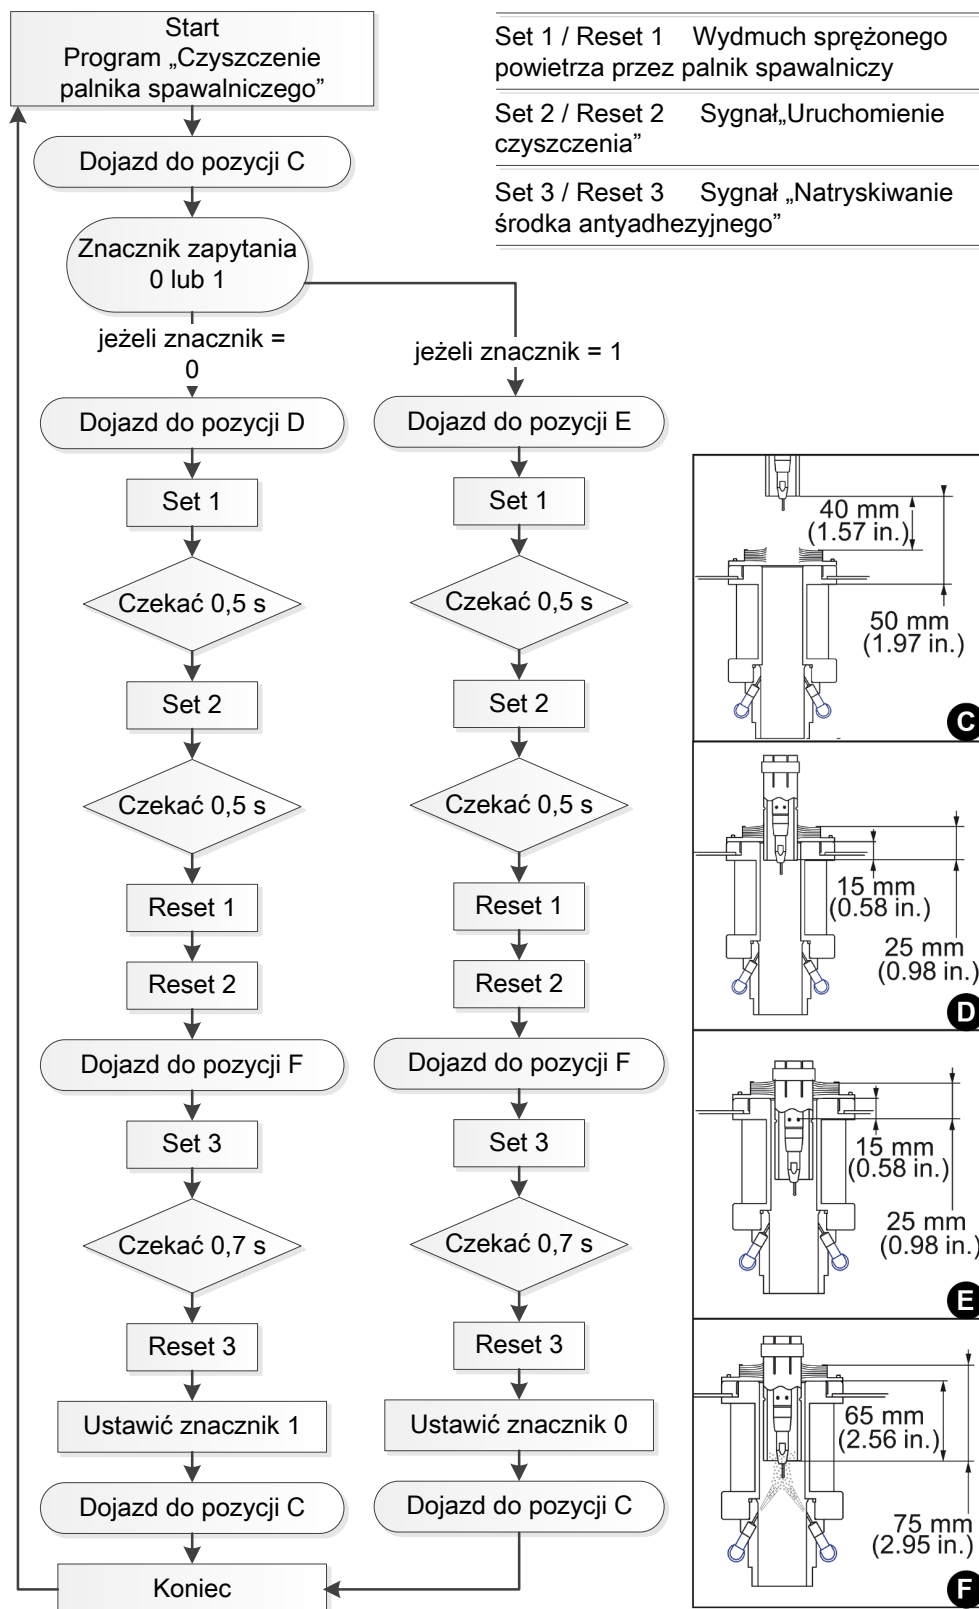 Start
Program „Czyszczenie
palnika spawalniczego”
Dojazd do pozycji C
Znacznik zapytania
0 lub 1
jeżeli znacznik =
0
Dojazd do pozycji D
Set 1
Czekać 0,5 s
Set 2
Czekać 0,5 s
Reset 1
Reset 2
Dojazd do pozycji F
Set 3
Czekać 0,7 s
Reset 3
Ustawić znacznik 1
Dojazd do pozycji C
Koniec
jeżeli znacznik = 1
Dojazd do pozycji E
Set 1
Czekać 0,5 s
Set 2
Czekać 0,5 s
Reset 1
Reset 2
Dojazd do pozycji F
Set 3
Czekać 0,7 s
Reset 3
Ustawić znacznik 0
Dojazd do pozycji C
Set 1 / Reset 1 Wydmuch sprężonego
powietrza przez palnik spawalniczy
Set 2 / Reset 2 Sygnał„Uruchomienie
czyszczenia”
Set 3 / Reset 3 Sygnał „Natryskiwanie
środka antyadhezyjnego”
40 mm
(1.57 in.)
50 mm
(1.97 in.)
C
15 mm
(0.58 in.)
25 mm
(0.98 in.)
D
15 mm
(0.58 in.)
25 mm
(0.98 in.)
E
65 mm
(2.56 in.)
75 mm
(2.95 in.)
F